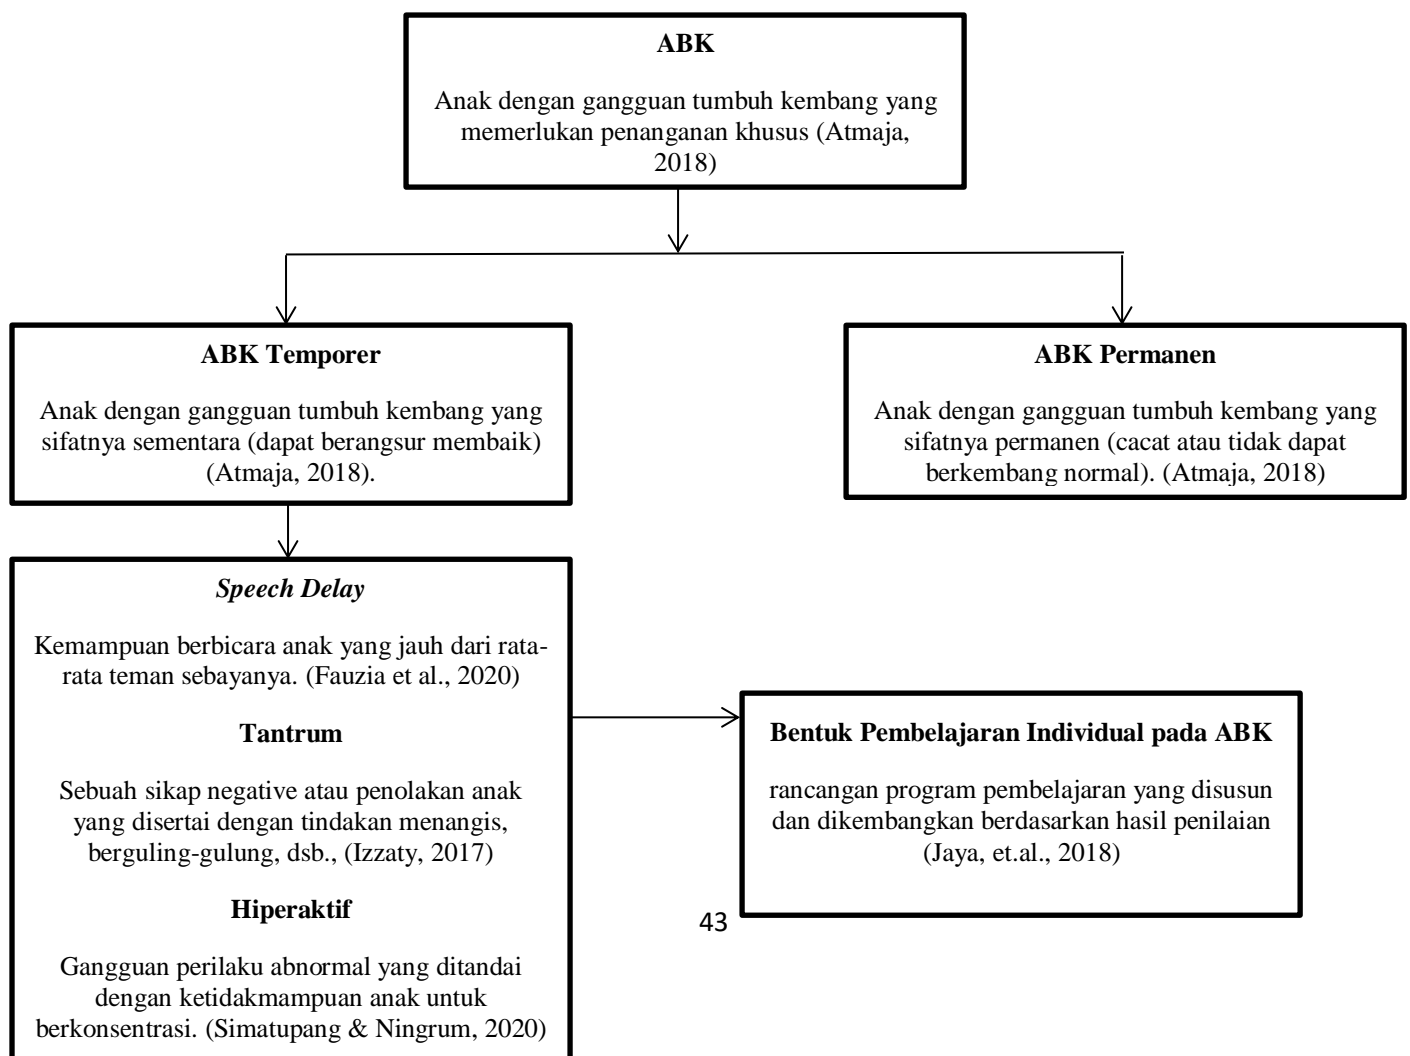 ABK
Anak dengan gangguan tumbuh kembang yang
memerlukan penanganan khusus (Atmaja,
2018)
ABK Temporer
Anak dengan gangguan tumbuh kembang yang
sifatnya sementara (dapat berangsur membaik)
(Atmaja, 2018).
ABK Permanen
Anak dengan gangguan tumbuh kembang yang
sifatnya permanen (cacat atau tidak dapat
berkembang normal). (Atmaja, 2018)
Speech Delay
Kemampuan berbicara anak yang jauh dari rata-
rata teman sebayanya. (Fauzia et al., 2020)
Tantrum
Sebuah sikap negative atau penolakan anak
yang disertai dengan tindakan menangis,
berguling-gulung, dsb., (Izzaty, 2017)
Hiperaktif
Gangguan perilaku abnormal yang ditandai
dengan ketidakmampuan anak untuk
berkonsentrasi. (Simatupang & Ningrum, 2020)
Bentuk Pembelajaran Individual pada ABK
rancangan program pembelajaran yang disusun
dan dikembangkan berdasarkan hasil penilaian
(Jaya, et.al., 2018)
43